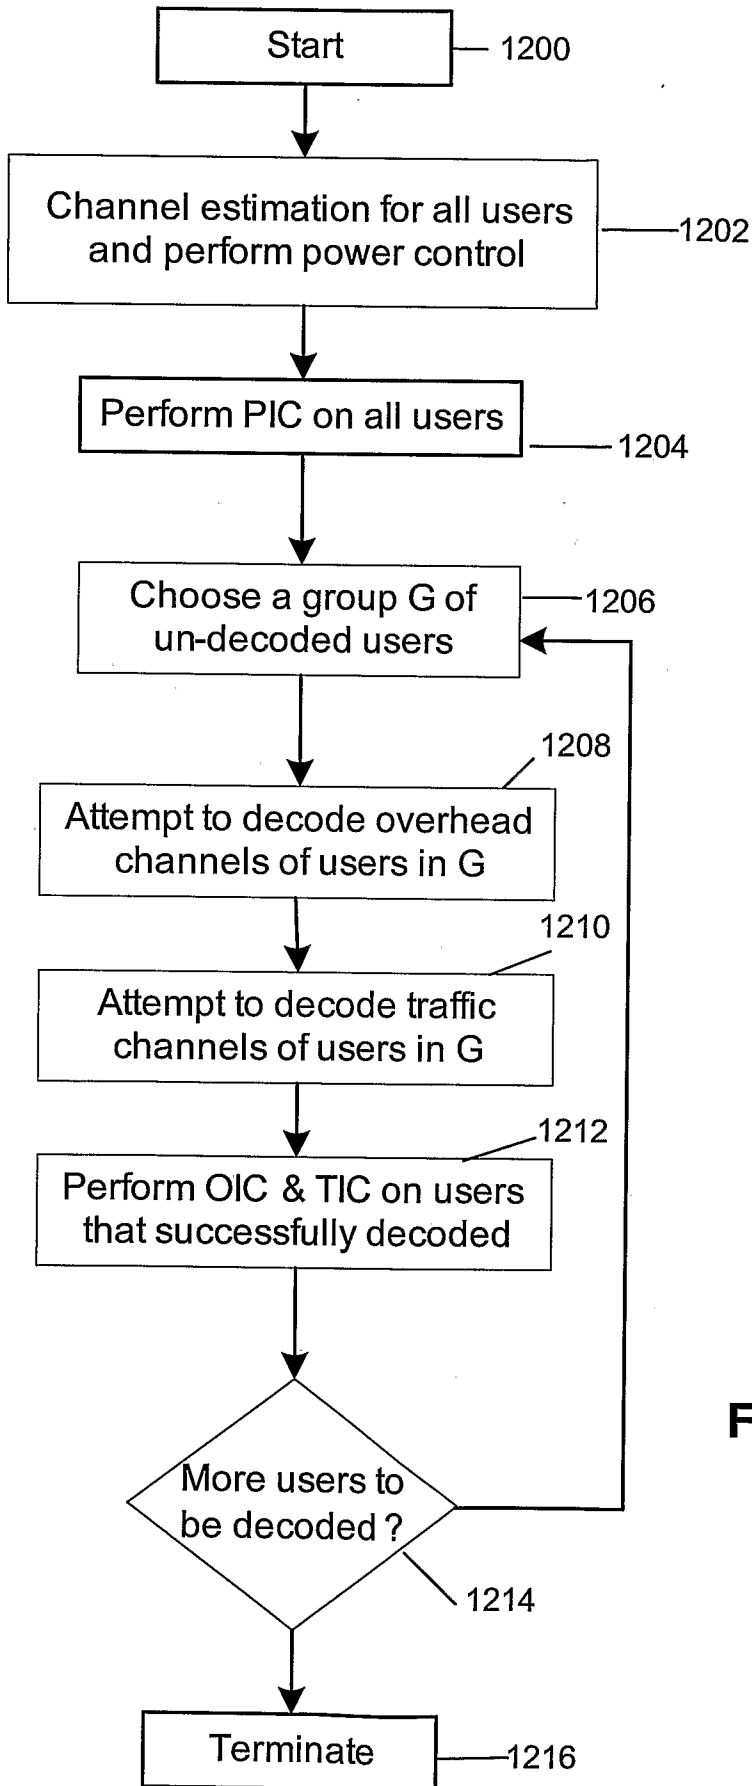 Start
1200
Channel estimation for all users
and perform power control
1202
Perform PIC on all users
1204
Choose a group G of
un-decoded users
1206
1208
Attempt to decode overhead
channels of users in G
1210
Attempt to decode traffic
channels of users in G
1212
Perform OIC & TIC on users
that successfully decoded
More users to
be decoded ?
1214
Terminate
1216